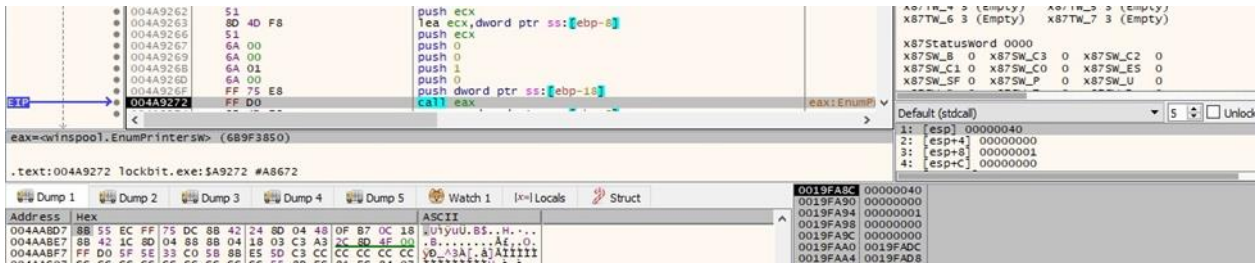 004A9262 51 push ecx
004A9263 8D 4D F8 lea ecx,dword ptr ss:[ebp-8]
004A9266 51 push ecx
004A9267 6A 00 push 0
004A9269 6A 00 push 0
004A926B 6A 01 push 1
004A926D 6A 00 push 0
004A926F FF 75 E8 push dword ptr ss:[ebp-18]
EIP 004A9272 FF D0 call eax eax:EnumP
eax=<winspool.EnumPrintersW> (6B9F3850)
.text:004A9272 lockbit.exe:$A9272 #A8672
x87TW_4 3 (Empty) x87TW_5 3 (Empty)
x87TW_6 3 (Empty) x87TW_7 3 (Empty)
x87StatusWord 0000
x87SW_B 0 x87SW_C3 0 x87SW_C2 0
x87SW_C1 0 x87SW_C0 0 x87SW_ES 0
x87SW_SF 0 x87SW_P 0 x87SW_U 0
Default (stdcall) 5 Unlock
1: [esp] 00000040
2: [esp+4] 00000000
3: [esp+8] 00000001
4: [esp+C] 00000000
Dump 1 Dump 2 Dump 3 Dump 4 Dump 5 Watch 1 [x=] Locals Struct
Address Hex ASCII
004AABD7 8B 55 EC FF 75 DC 8B 42 24 8D 04 48 0F B7 0C 18 .UìÿuÜ.B$..H.·..
004AABE7 8B 42 1C 8D 04 88 8B 04 18 03 C3 A3 2C 8D 4F 00
004AABF7 FF D0 5F 5E 33 C0 5B 8B E5 5D C3 CC CC CC CC CC ÿÐ_^3À[.å]ÃÌÌÌÌÌ
0019FA8C 00000040
0019FA90 00000000
0019FA94 00000001
0019FA98 00000000
0019FA9C 00000000
0019FAA0 0019FADC
0019FAA4 0019FAD8